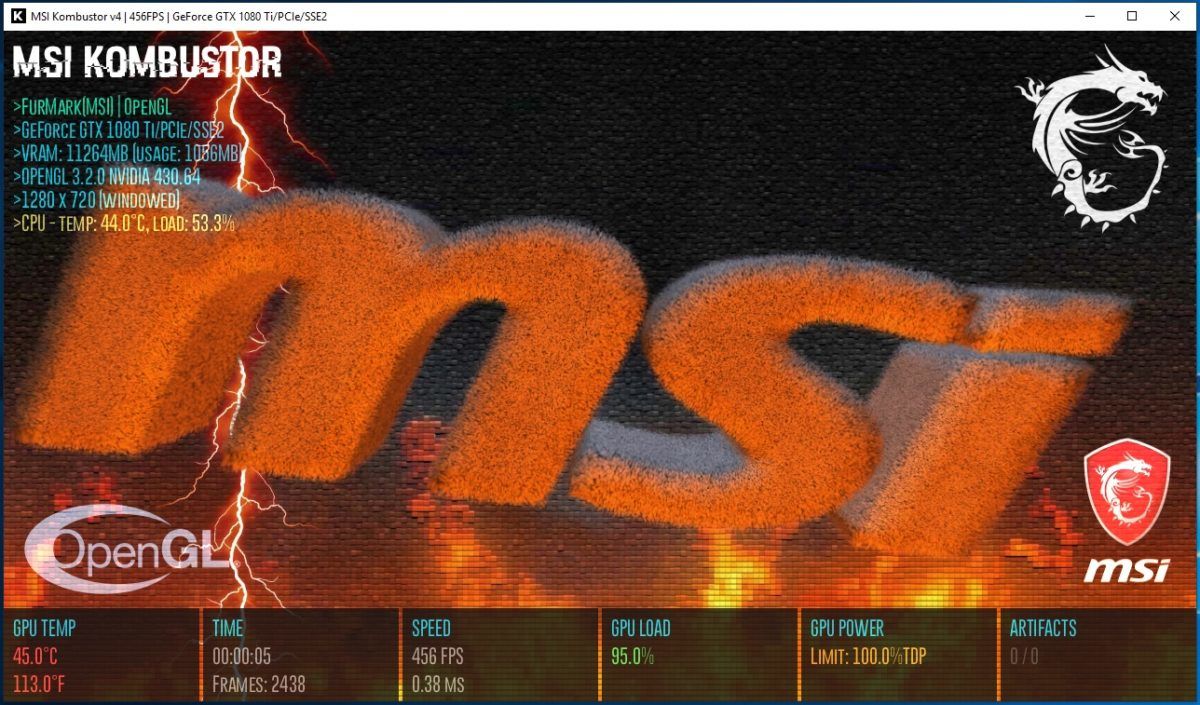 MSI Kombustor v4 | 456FPS | GeForce GTX 1080 Ti/PCIe/SSE2
MSI KOMBUSTOR
>FurMark(MSI) | OpenGL
>GeForce GTX 1080 Ti/PCIe/SSE2
>VRAM: 11264MB (usage: 1056MB)
>OpenGL 3.2.0 NVIDIA 430.64
>1280 x 720 (windowed)
>CPU - temp: 44.0°C, load: 53.3%
msi
OpenGL
msi
GPU TEMP
45.0°C
113.0°F
TIME
00:00:05
Frames: 2438
SPEED
456 FPS
0.38 ms
GPU LOAD
95.0%
GPU POWER
Limit: 100.0%TDP
ARTIFACTS
0 / 0